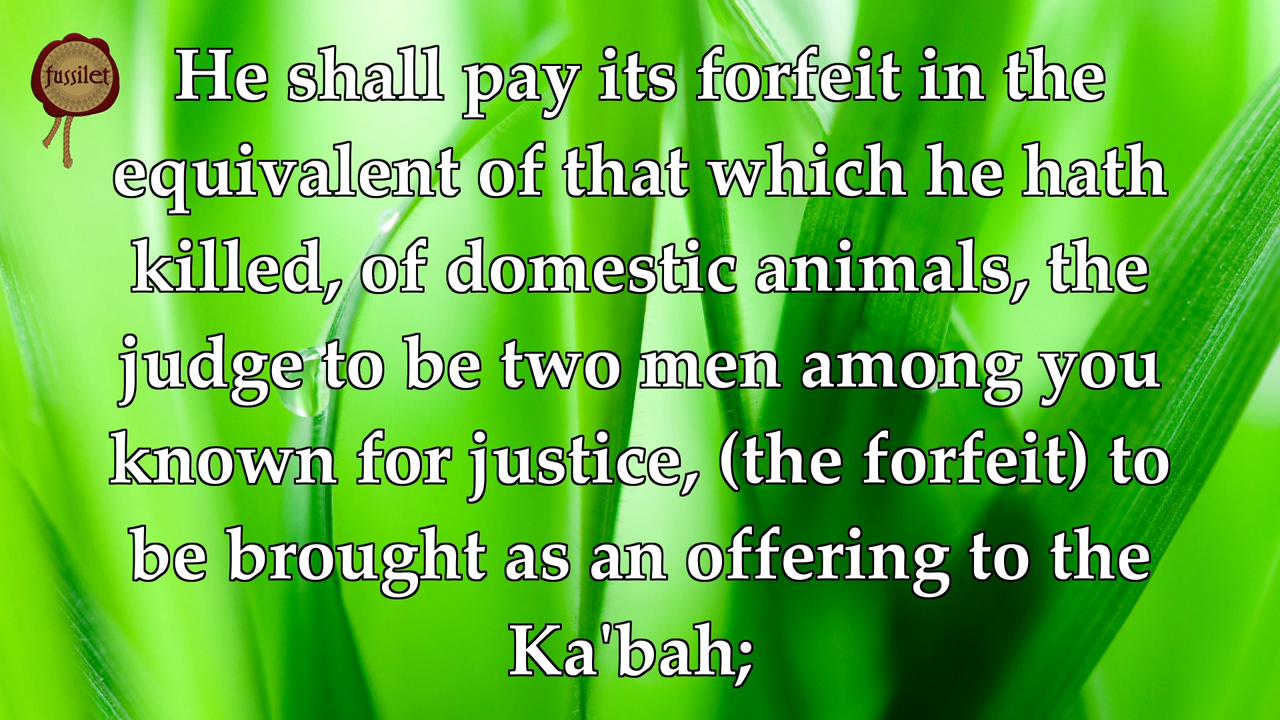 fussilet
He shall pay its forfeit in the
equivalent of that which he hath
killed, of domestic animals, the
judge to be two men among you
known for justice, (the forfeit) to
be brought as an offering to the
Ka'bah;